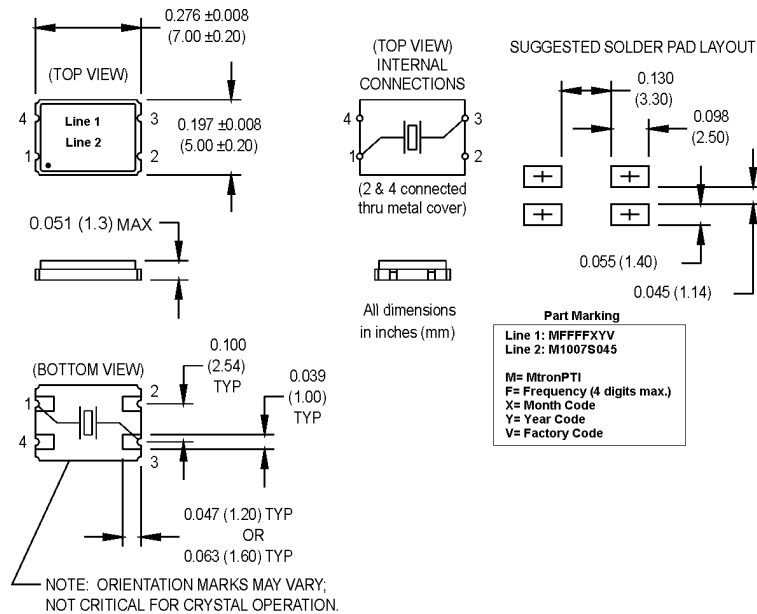 0.276 ±0.008
(7.00 ±0.20)
(TOP VIEW)
4
3
Line 1
Line 2
1
2
0.197 ±0.008
(5.00 ±0.20)
(TOP VIEW)
INTERNAL
CONNECTIONS
4
3
1
2
(2 & 4 connected
thru metal cover)
SUGGESTED SOLDER PAD LAYOUT
0.130
(3.30)
0.098
(2.50)
0.055 (1.40)
0.045 (1.14)
0.051 (1.3) MAX
All dimensions
in inches (mm)
Part Marking
Line 1: MFFFFXYV
Line 2: M1007S045
M= MtronPTI
F= Frequency (4 digits max.)
X= Month Code
Y= Year Code
V= Factory Code
(BOTTOM VIEW)
1
2
4
3
0.100
(2.54)
TYP
0.039
(1.00)
TYP
0.047 (1.20) TYP
OR
0.063 (1.60) TYP
NOTE: ORIENTATION MARKS MAY VARY;
NOT CRITICAL FOR CRYSTAL OPERATION.